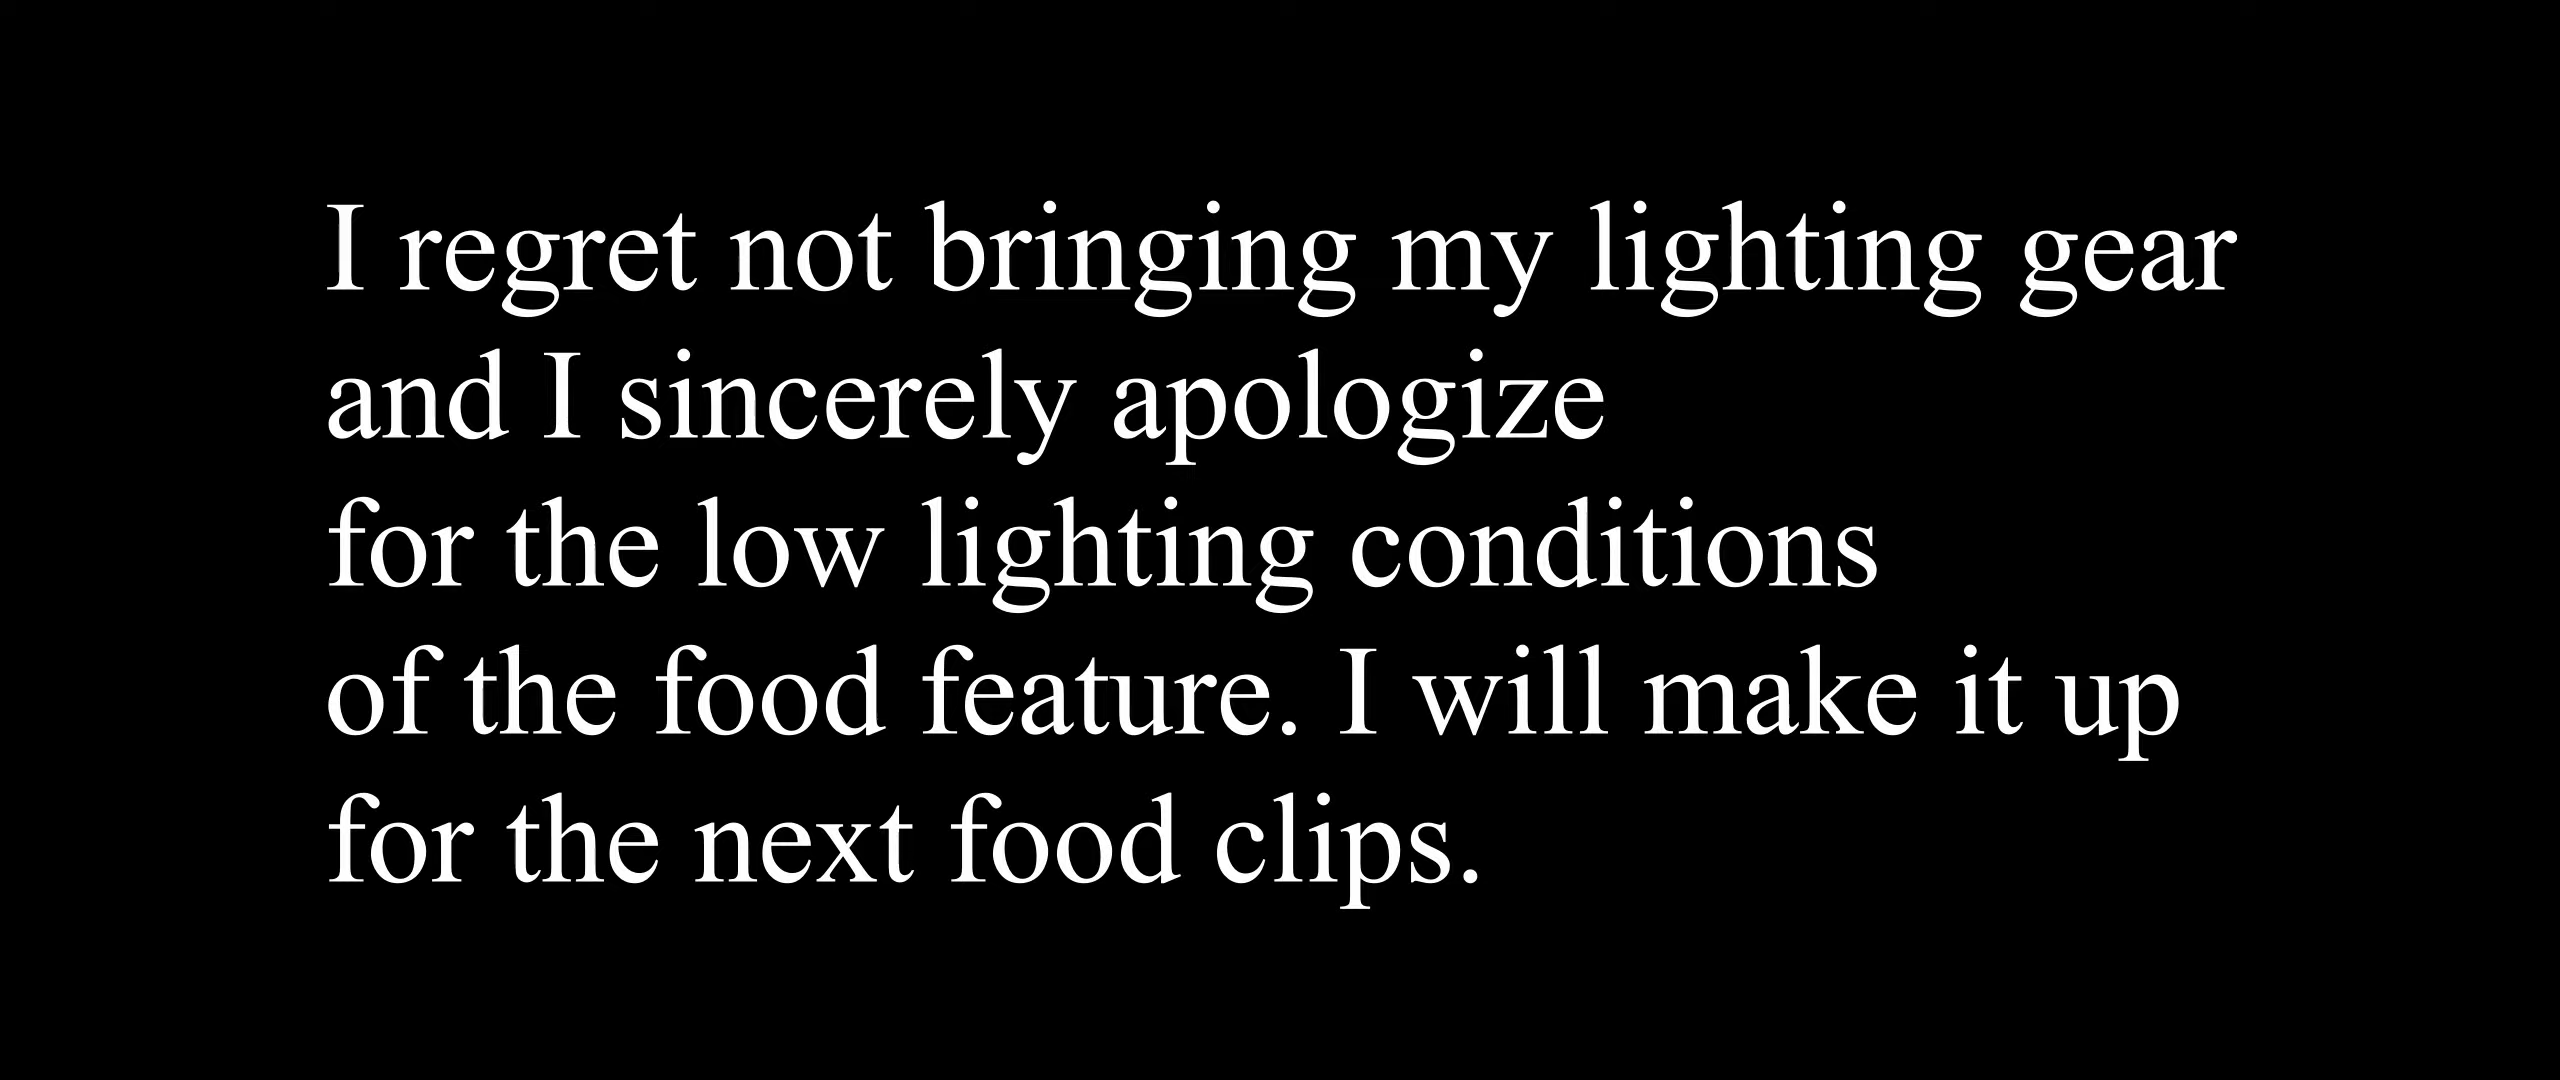 I regret not bringing my lighting gear
and I sincerely apologize
for the low lighting conditions
of the food feature. I will make it up
for the next food clips.